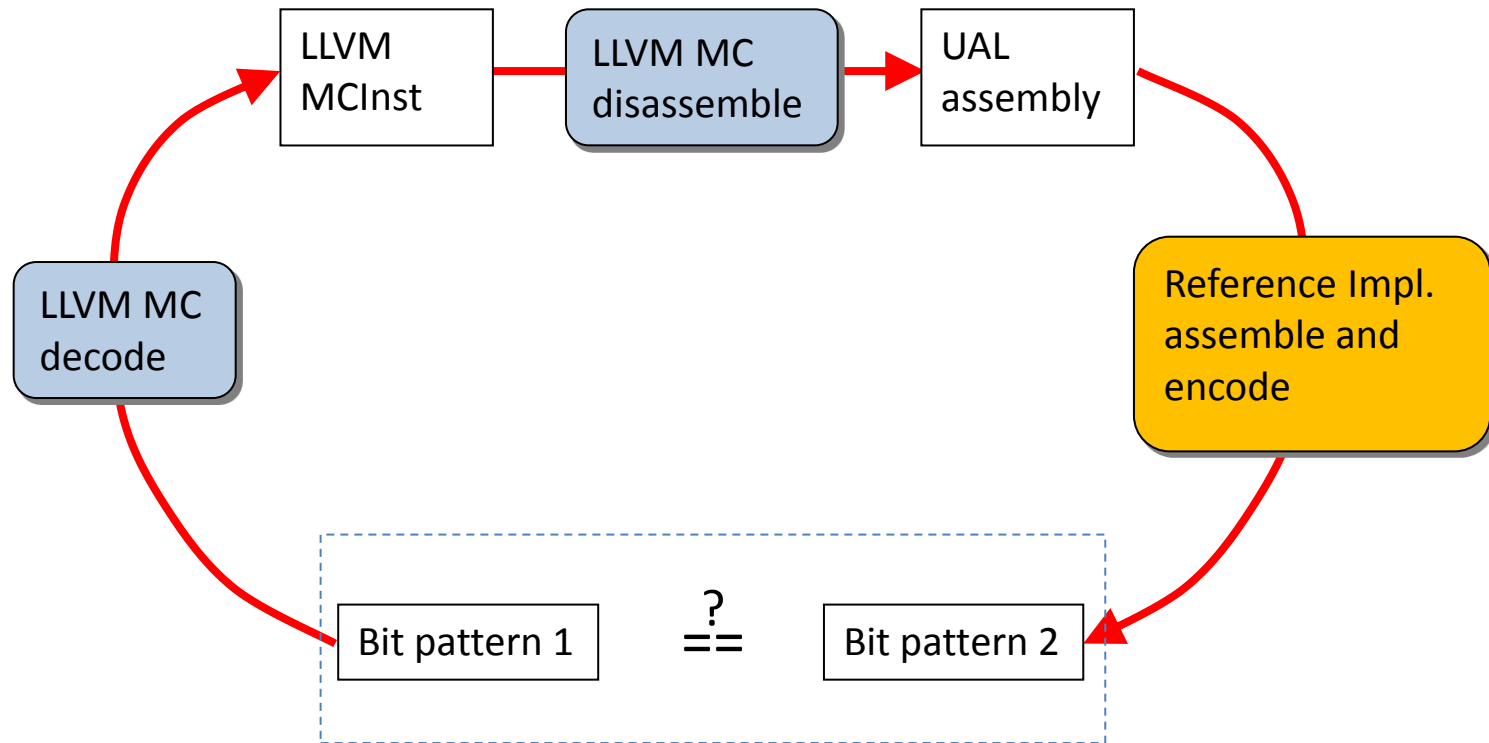 LLVM
MCInst
LLVM MC
disassemble
UAL
assembly
LLVM MC
decode
Reference Impl.
assemble and
encode
Bit pattern 1
?
==
Bit pattern 2